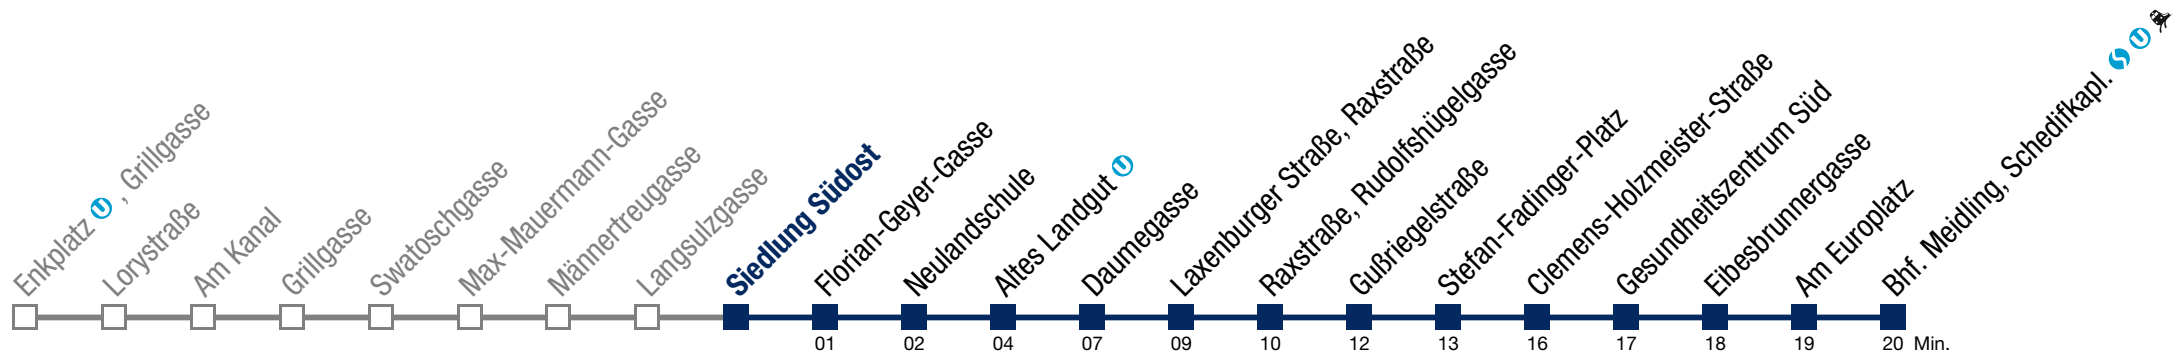 Enkplatz U , Grillgasse
Lorystraße
Am Kanal
Grillgasse
Swatoschgasse
Max-Mauermann-Gasse
Männertreugasse
Langsulzgasse
Siedlung Südost
Florian-Geyer-Gasse
Neulandschule
Altes Landgut U
Daumegasse
Laxenburger Straße, Raxstraße
Raxstraße, Rudolfshügelgasse
Gußriegelstraße
Stefan-Fadinger-Platz
Clemens-Holzmeister-Straße
Gesundheitszentrum Süd
Eibesbrunnergasse
Am Europlatz
Bhf. Meidling, Schedifkapl. S U
01 02 04 07 09 10 12 13 16 17 18 19 20 Min.